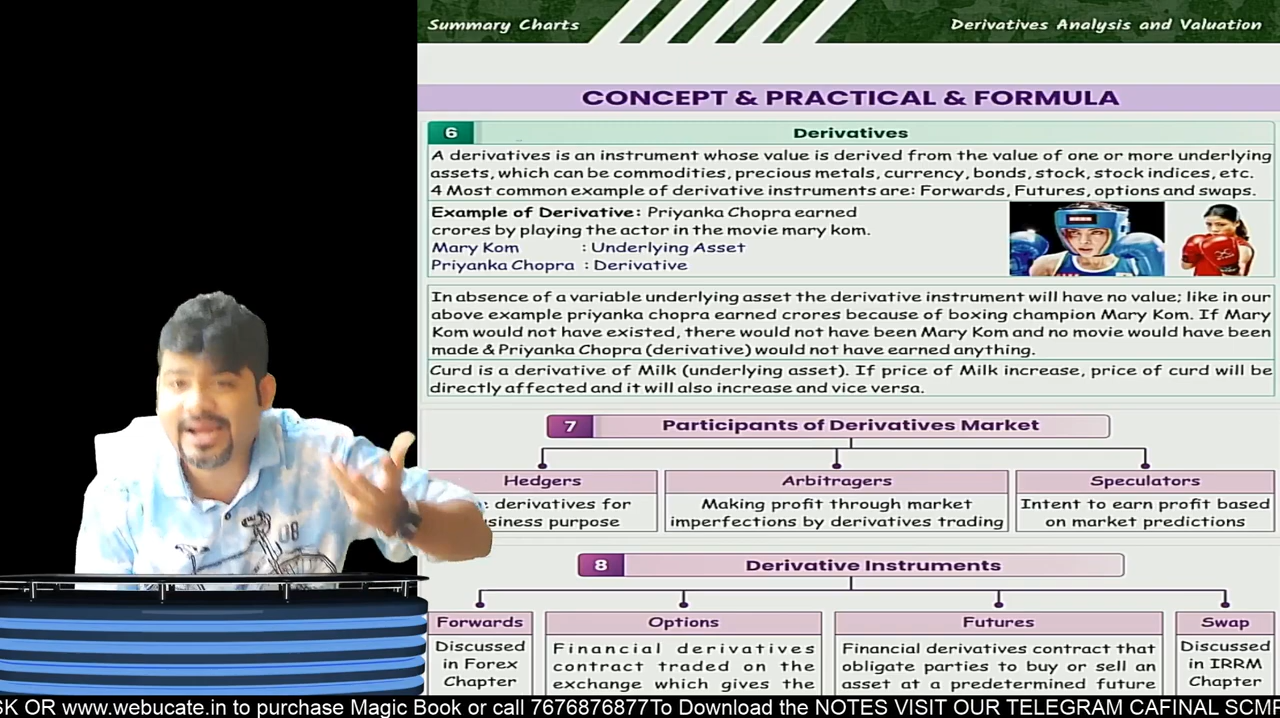 Summary Charts
Derivatives Analysis and Valuation
CONCEPT & PRACTICAL & FORMULA
6
Derivatives
A derivatives is an instrument whose value is derived from the value of one or more underlying
assets, which can be commodities, precious metals, currency, bonds, stock, stock indices, etc.
4 Most common example of derivative instruments are: Forwards, Futures, options and swaps.
Example of Derivative: Priyanka Chopra earned
crores by playing the actor in the movie mary kom.
Mary Kom : Underlying Asset
Priyanka Chopra : Derivative
In absence of a variable underlying asset the derivative instrument will have no value; like in our
above example priyanka chopra earned crores because of boxing champion Mary Kom. If Mary
Kom would not have existed, there would not have been Mary Kom and no movie would have been
made & Priyanka Chopra (derivative) would not have earned anything.
Curd is a derivative of Milk (underlying asset). If price of Milk increase, price of curd will be
directly affected and it will also increase and vice versa.
7
Participants of Derivatives Market
Hedgers
derivatives for
purpose
Arbitragers
Making profit through market
imperfections by derivatives trading
Speculators
Intent to earn profit based
on market predictions
8
Derivative Instruments
Forwards
Discussed
in Forex
Chapter
Options
Financial derivatives
contract traded on the
exchange which gives the
Futures
Financial derivatives contract that
obligate parties to buy or sell an
asset at a predetermined future
Swap
Discussed
in IRRM
Chapter
08
SK OR www.webucate.in to purchase Magic Book or call 7676876877To Download the NOTES VISIT OUR TELEGRAM CAFINAL SCMP